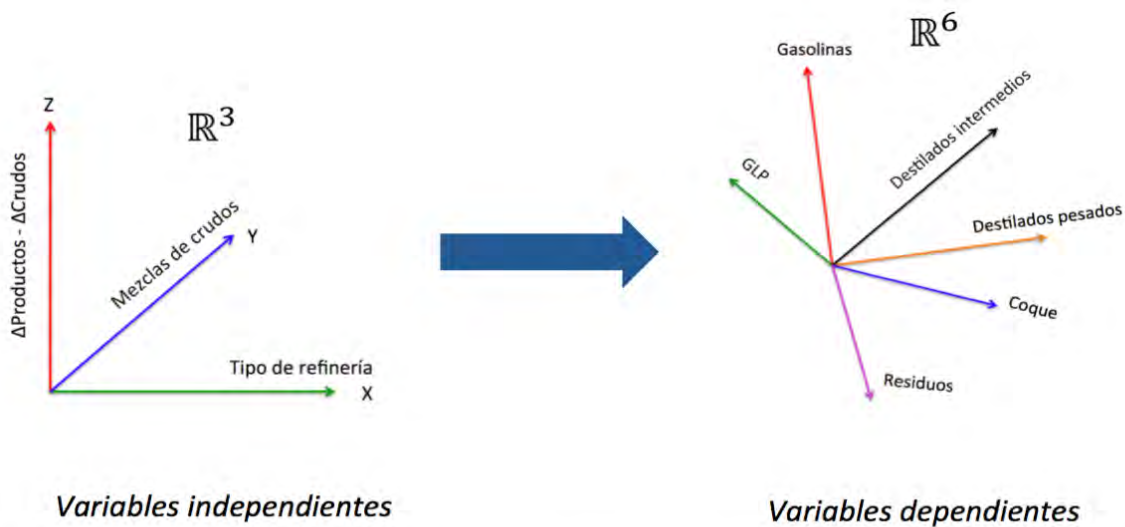 Z
ℝ³
ΔProductos - ΔCrudos
Mezclas de crudos
Y
Tipo de refinería
X
Variables independientes
ℝ⁶
Gasolinas
Destilados intermedios
GLP
Destilados pesados
Coque
Residuos
Variables dependientes